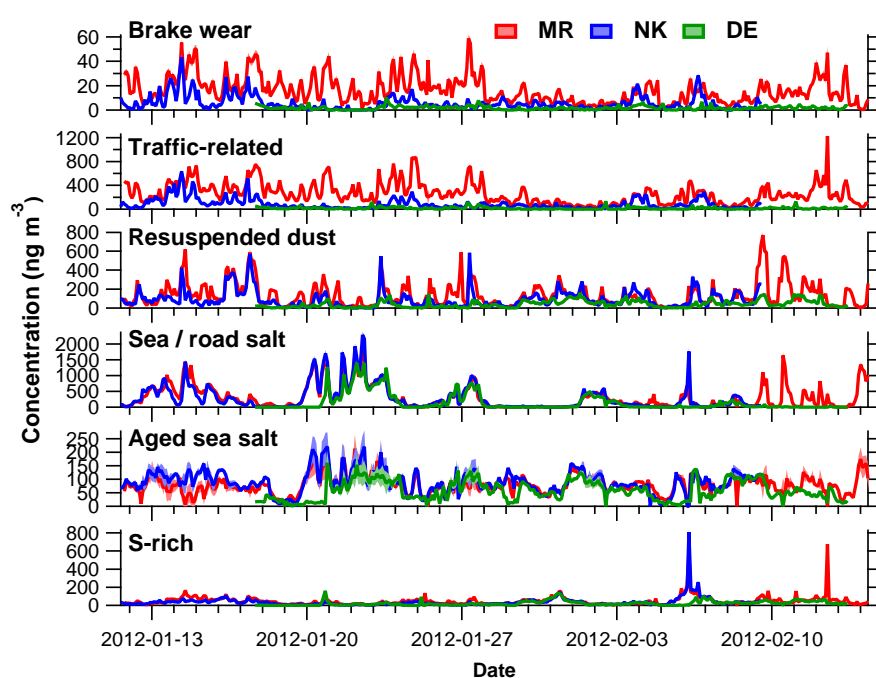 Brake wear
MR NK DE
60
40
20
0
Traffic-related
1200
800
400
0
Resuspended dust
800
600
400
200
0
Sea / road salt
2000
1500
1000
500
0
Aged sea salt
250
200
150
100
50
0
S-rich
800
600
400
200
0
Concentration (ng m⁻³)
2012-01-13 2012-01-20 2012-01-27 2012-02-03 2012-02-10
Date